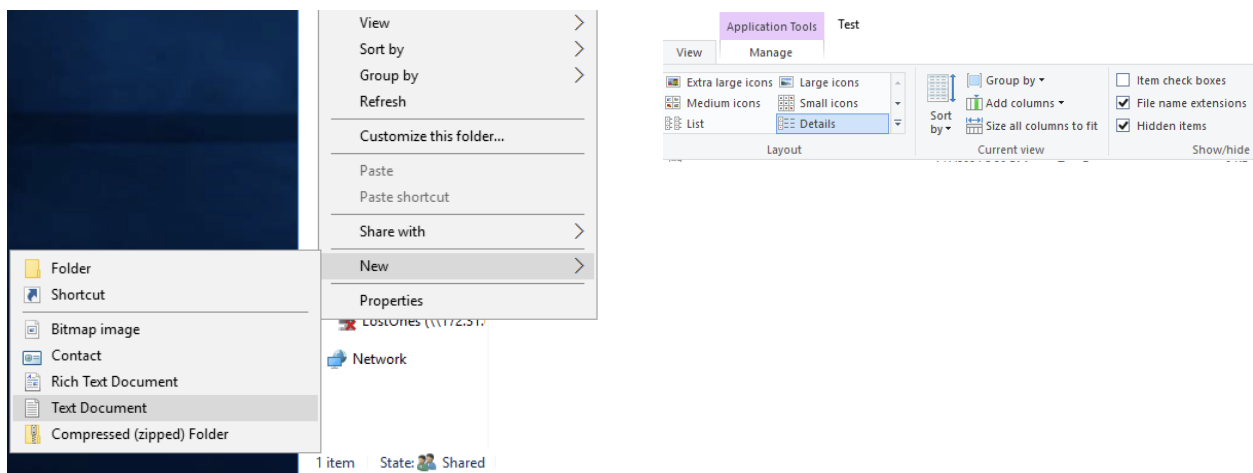 View
Sort by
Group by
Refresh
Customize this folder...
Paste
Paste shortcut
Share with
New
Properties
Folder
Shortcut
Bitmap image
Contact
Rich Text Document
Text Document
Compressed (zipped) Folder
LostOnes (\\172.31.
Network
1 item State: Shared
Application Tools Test
View Manage
Extra large icons Large icons
Medium icons Small icons
List Details
Layout
Sort by
Group by
Add columns
Size all columns to fit
Current view
Item check boxes
File name extensions
Hidden items
Show/hide